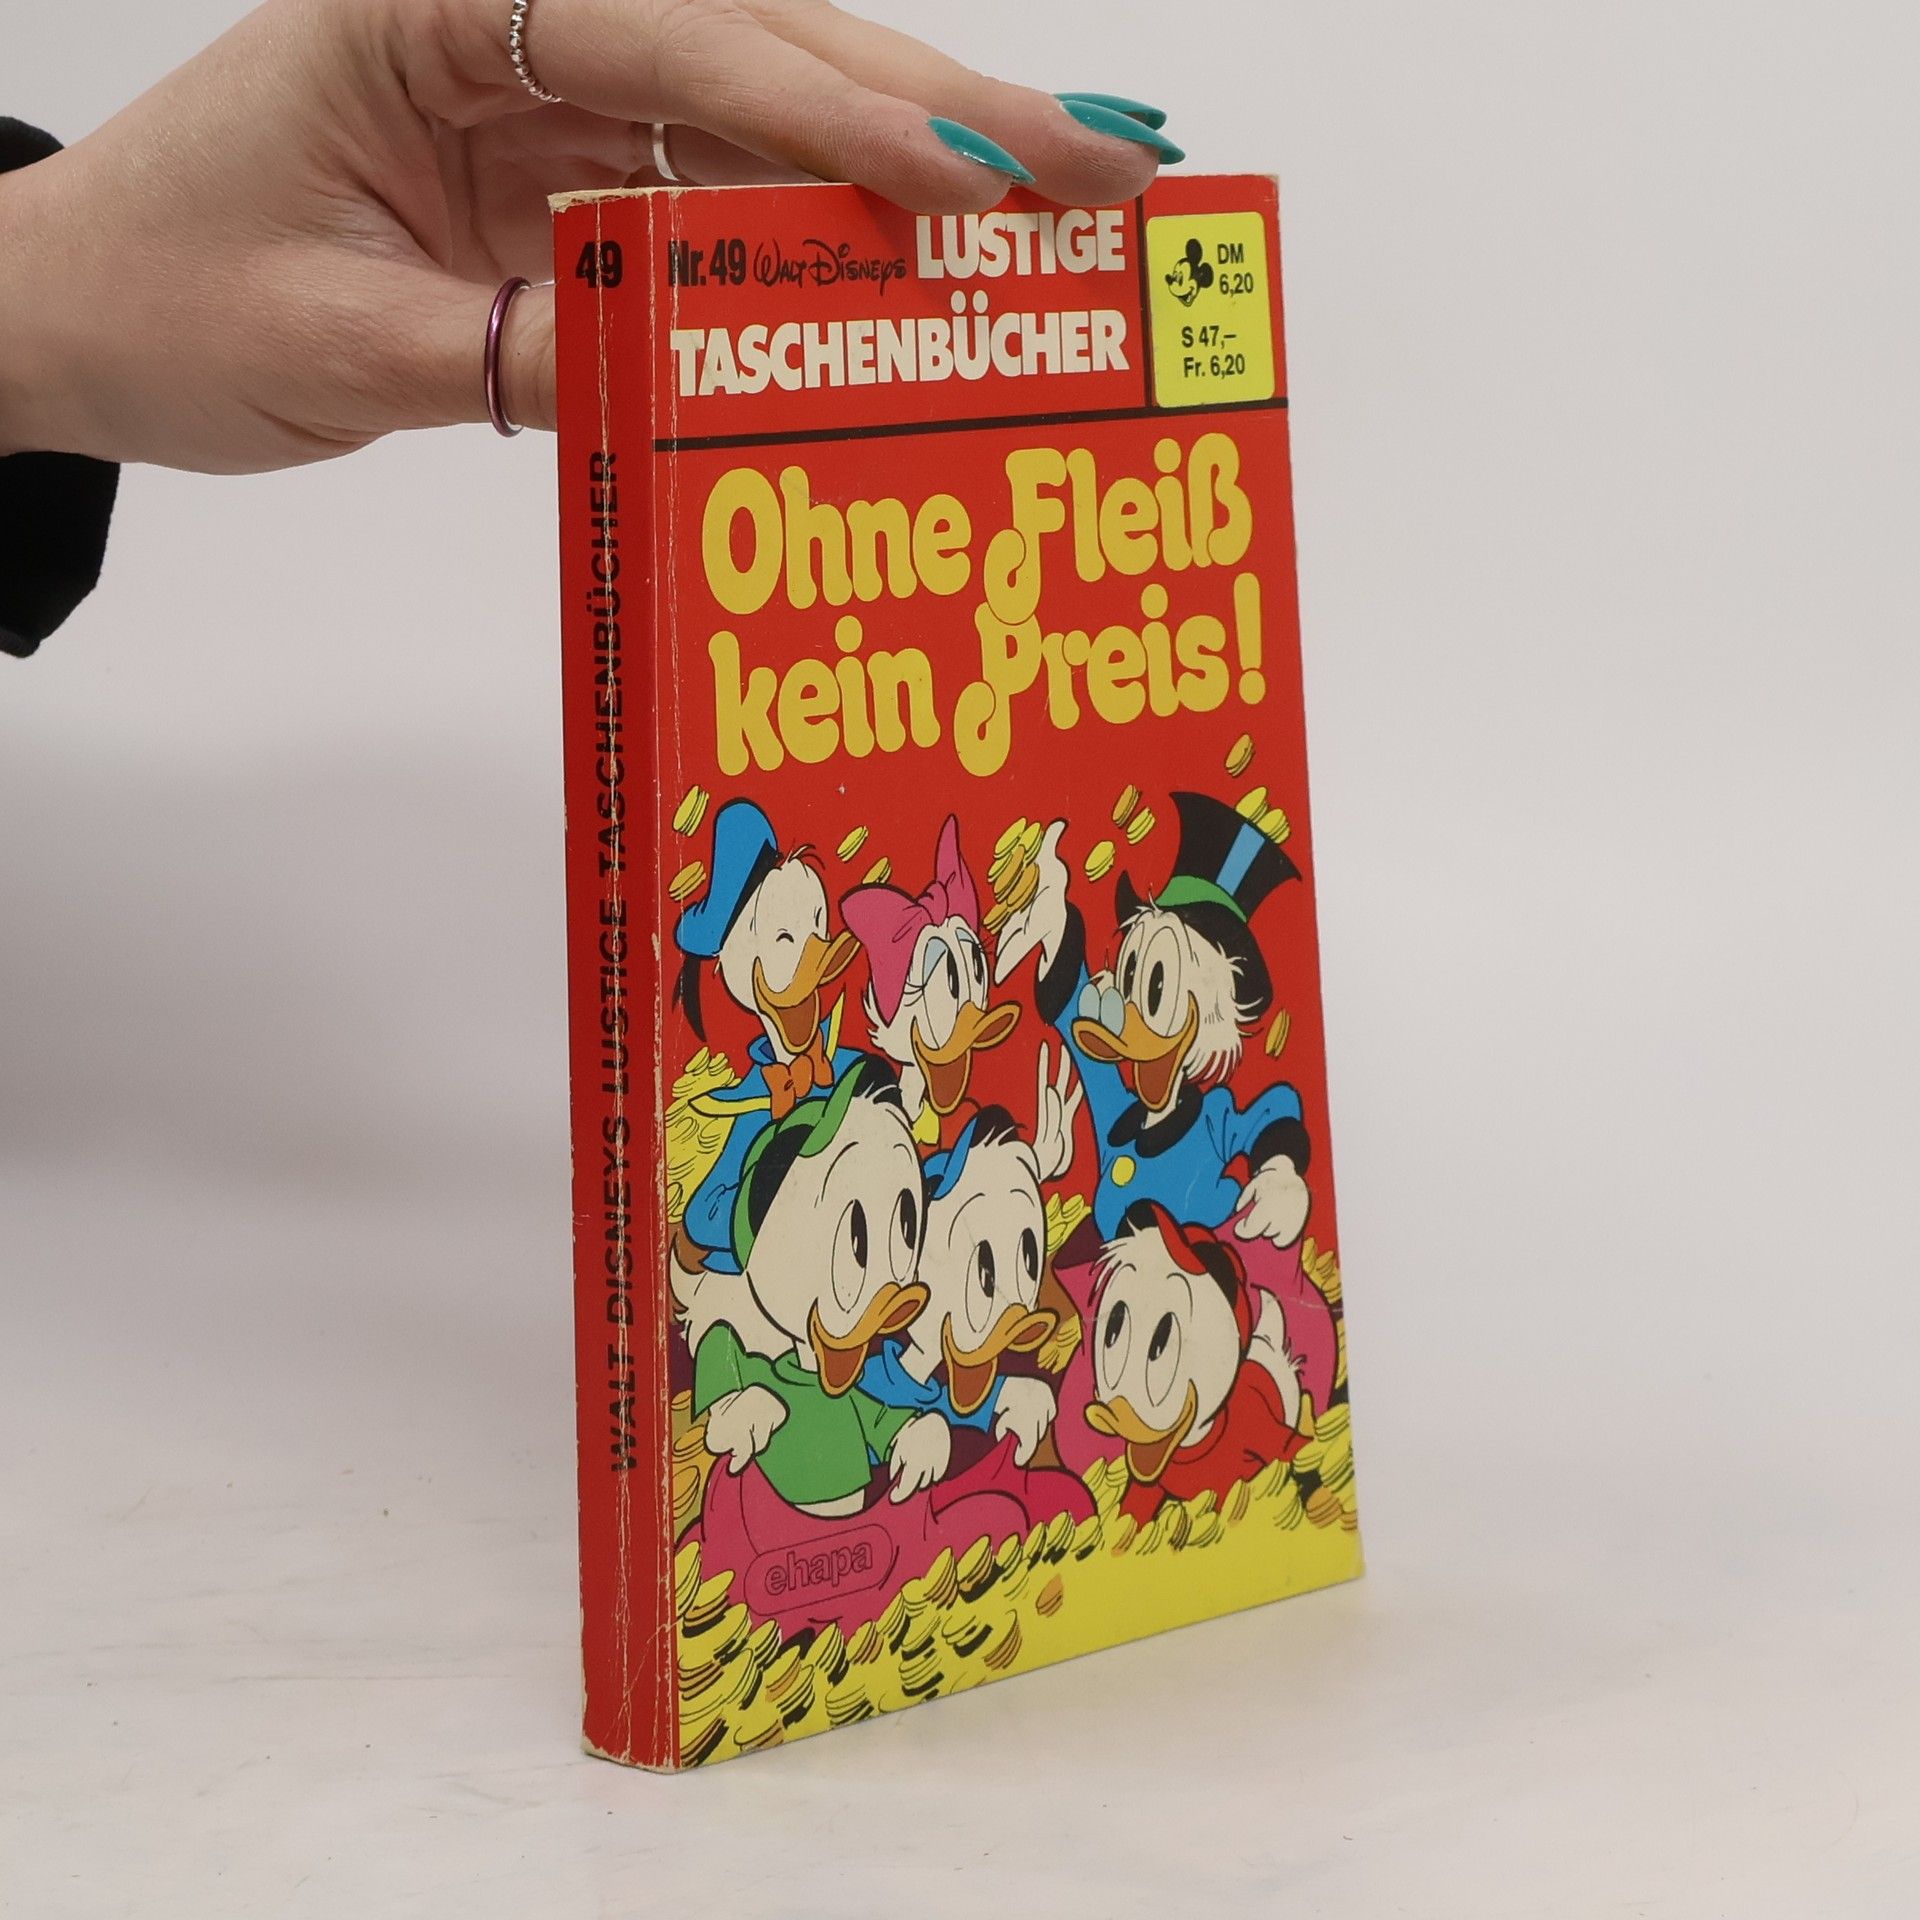 49
WALT DISNEYS LUSTIGE TASCHENBÜCHER
Nr. 49 WALT DISNEYS LUSTIGE
TASCHENBÜCHER
DM
6,20
S 47,–
Fr. 6,20
Ohne Fleiß
kein Preis!
ehapa